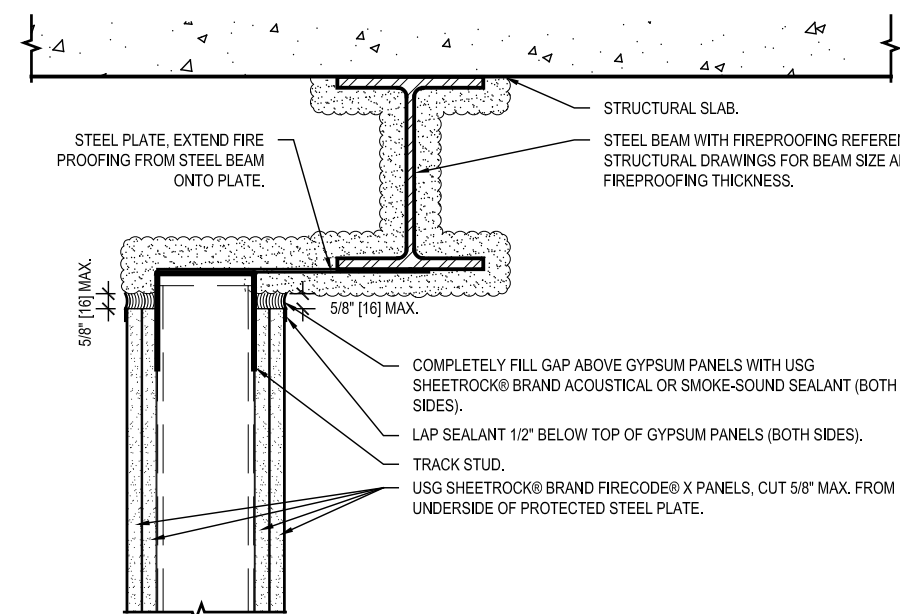 STRUCTURAL SLAB.
STEEL PLATE, EXTEND FIRE
PROOFING FROM STEEL BEAM
ONTO PLATE.
STEEL BEAM WITH FIREPROOFING
STRUCTURAL DRAWINGS FOR BEAM SIZE
FIREPROOFING THICKNESS.
5/8" [16] MAX.
5/8" [16] MAX.
COMPLETELY FILL GAP ABOVE GYPSUM PANELS WITH USG
SHEETROCK® BRAND ACOUSTICAL OR SMOKE-SOUND SEALANT (BOTH
SIDES).
LAP SEALANT 1/2" BELOW TOP OF GYPSUM PANELS (BOTH SIDES).
TRACK STUD.
USG SHEETROCK® BRAND FIRECODE® X PANELS, CUT 5/8" MAX. FROM
UNDERSIDE OF PROTECTED STEEL PLATE.